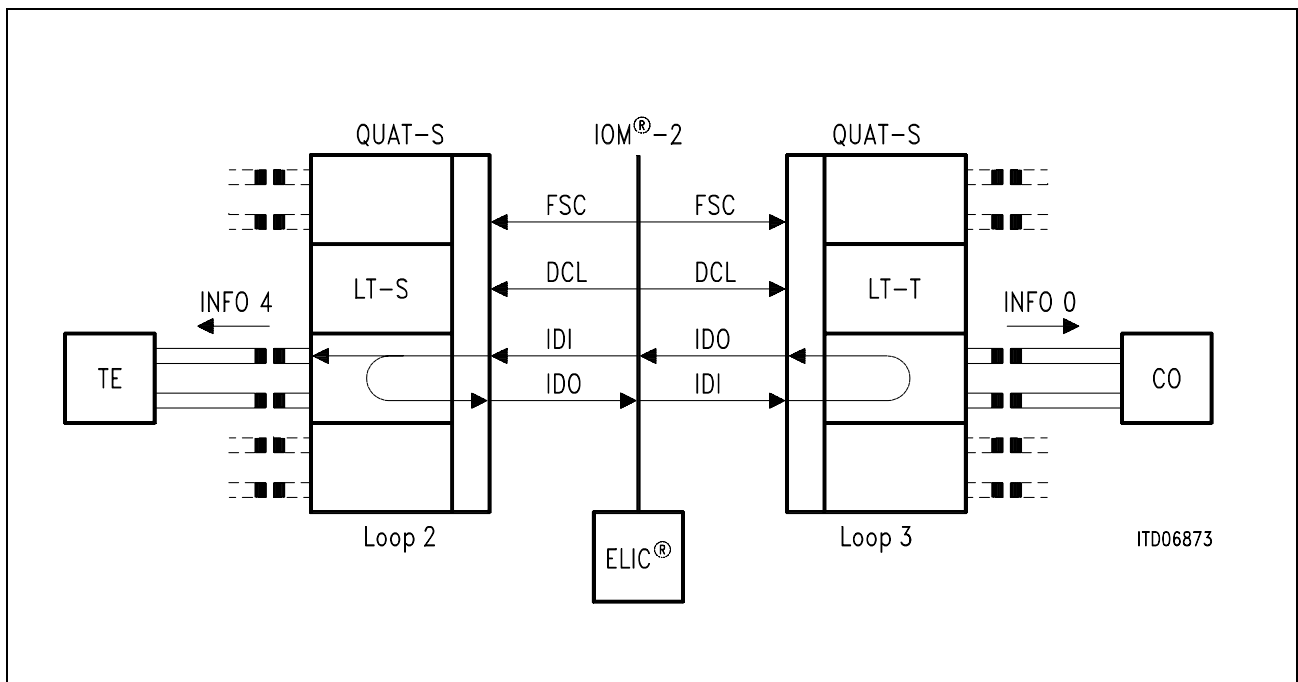 QUAT-S IOM®-2 QUAT-S
FSC FSC
DCL DCL
LT-S LT-T
INFO 4 INFO 0
IDI IDO
TE CO
IDO IDI
Loop 2 Loop 3
ITD06873
ELIC®